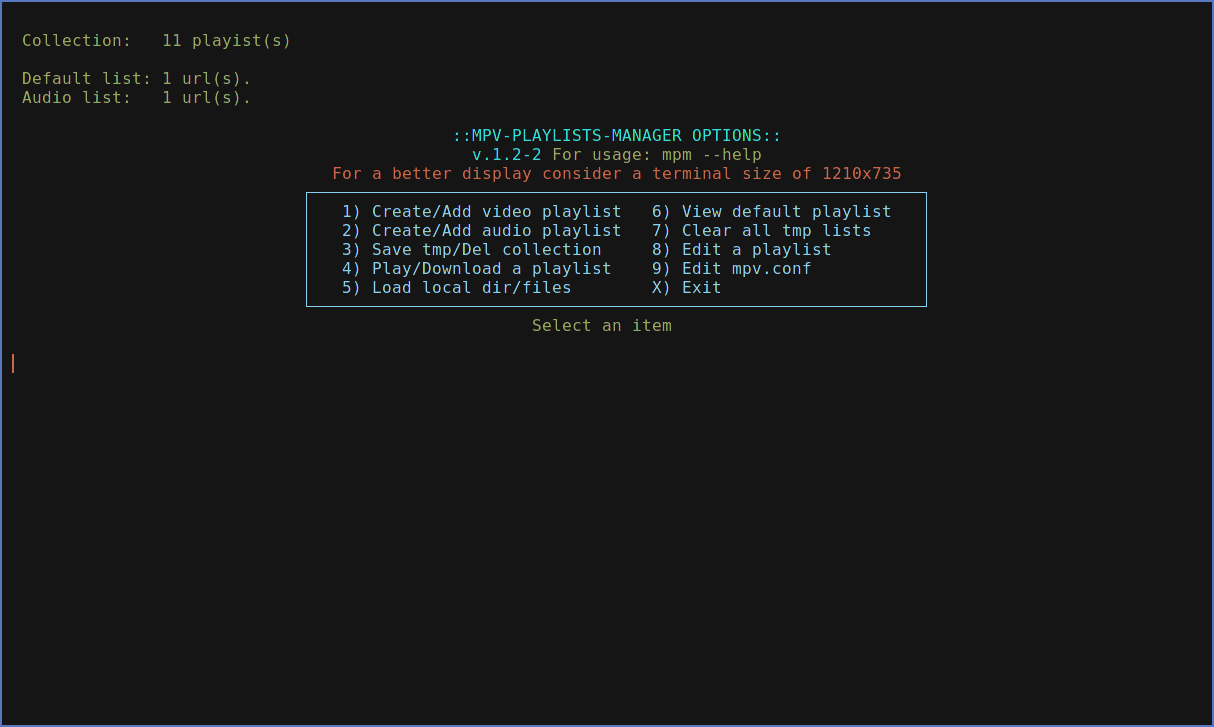 Collection: 11 playist(s)
Default list: 1 url(s).
Audio list: 1 url(s).
::MPV-PLAYLISTS-MANAGER OPTIONS::
v.1.2-2 For usage: mpm --help
For a better display consider a terminal size of 1210x735
1) Create/Add video playlist 6) View default playlist
2) Create/Add audio playlist 7) Clear all tmp lists
3) Save tmp/Del collection 8) Edit a playlist
4) Play/Download a playlist 9) Edit mpv.conf
5) Load local dir/files X) Exit
Select an item